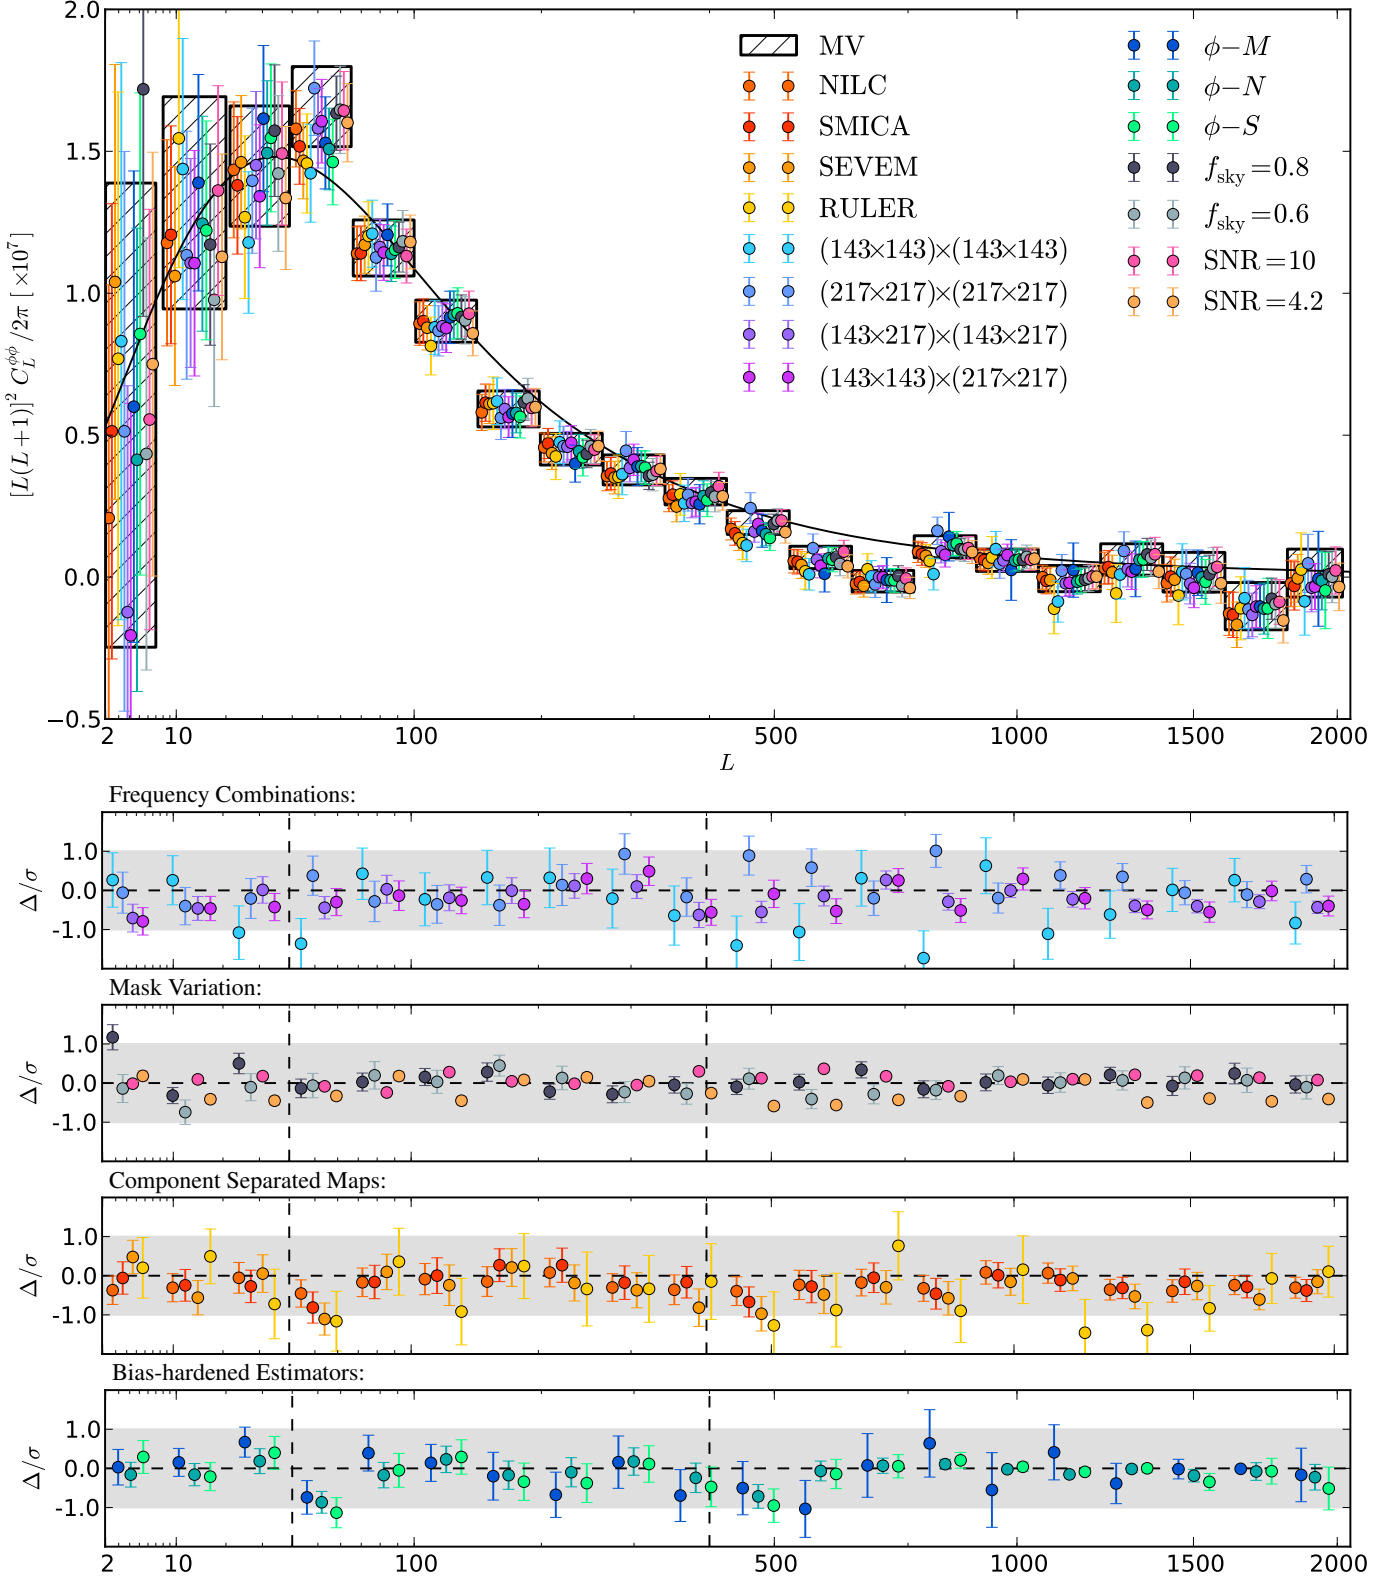 2.0
1.5
1.0
0.5
0.0
−0.5
[L(L+1)]² C_L^{ϕϕ}/2π [×10⁷]
MV
NILC
SMICA
SEVEM
RULER
(143×143)×(143×143)
(217×217)×(217×217)
(143×217)×(143×217)
(143×143)×(217×217)
ϕ−M
ϕ−N
ϕ−S
f_sky=0.8
f_sky=0.6
SNR=10
SNR=4.2
2 10 100 500 1000 1500 2000
L
Frequency Combinations:
1.0
0.0
-1.0
Δ/σ
Mask Variation:
1.0
0.0
-1.0
Δ/σ
Component Separated Maps:
1.0
0.0
-1.0
Δ/σ
Bias-hardened Estimators:
1.0
0.0
-1.0
Δ/σ
2 10 100 500 1000 1500 2000